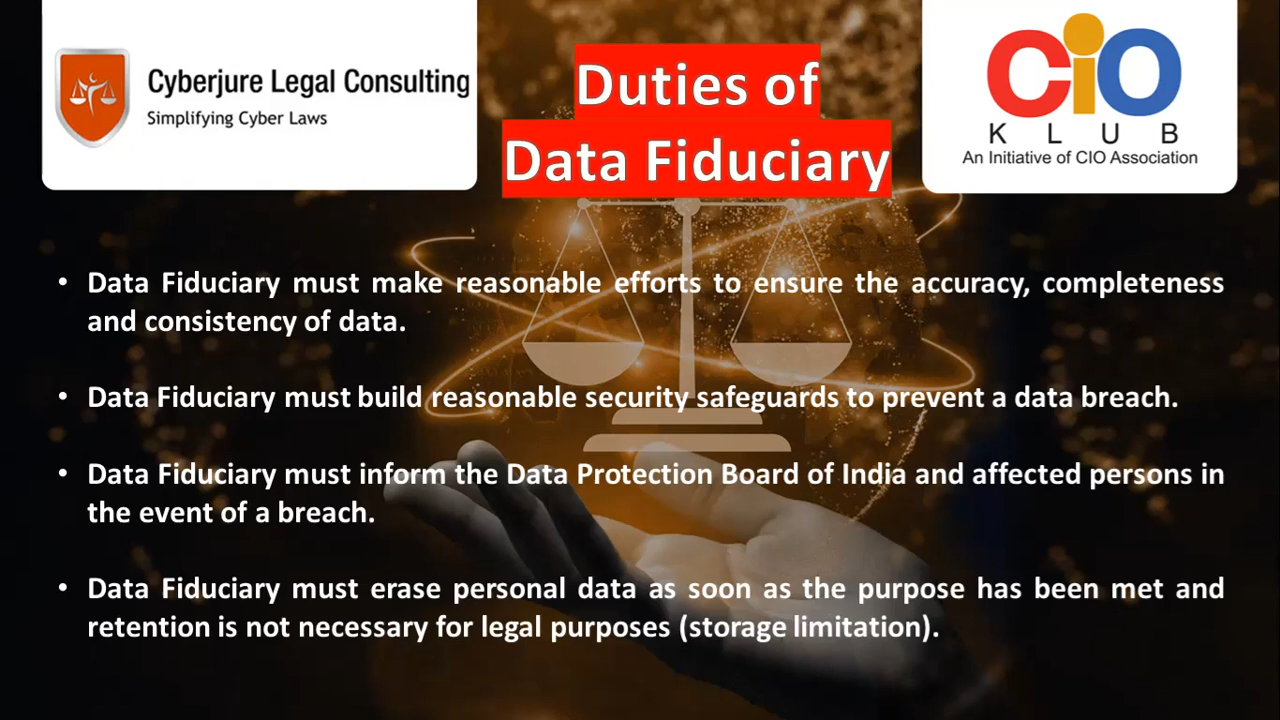 Cyberjure Legal Consulting
Simplifying Cyber Laws
Duties of
Data Fiduciary
CiO
KLUB
An Initiative of CIO Association
• Data Fiduciary must make reasonable efforts to ensure the accuracy, completeness
and consistency of data.
• Data Fiduciary must build reasonable security safeguards to prevent a data breach.
• Data Fiduciary must inform the Data Protection Board of India and affected persons in
the event of a breach.
• Data Fiduciary must erase personal data as soon as the purpose has been met and
retention is not necessary for legal purposes (storage limitation).